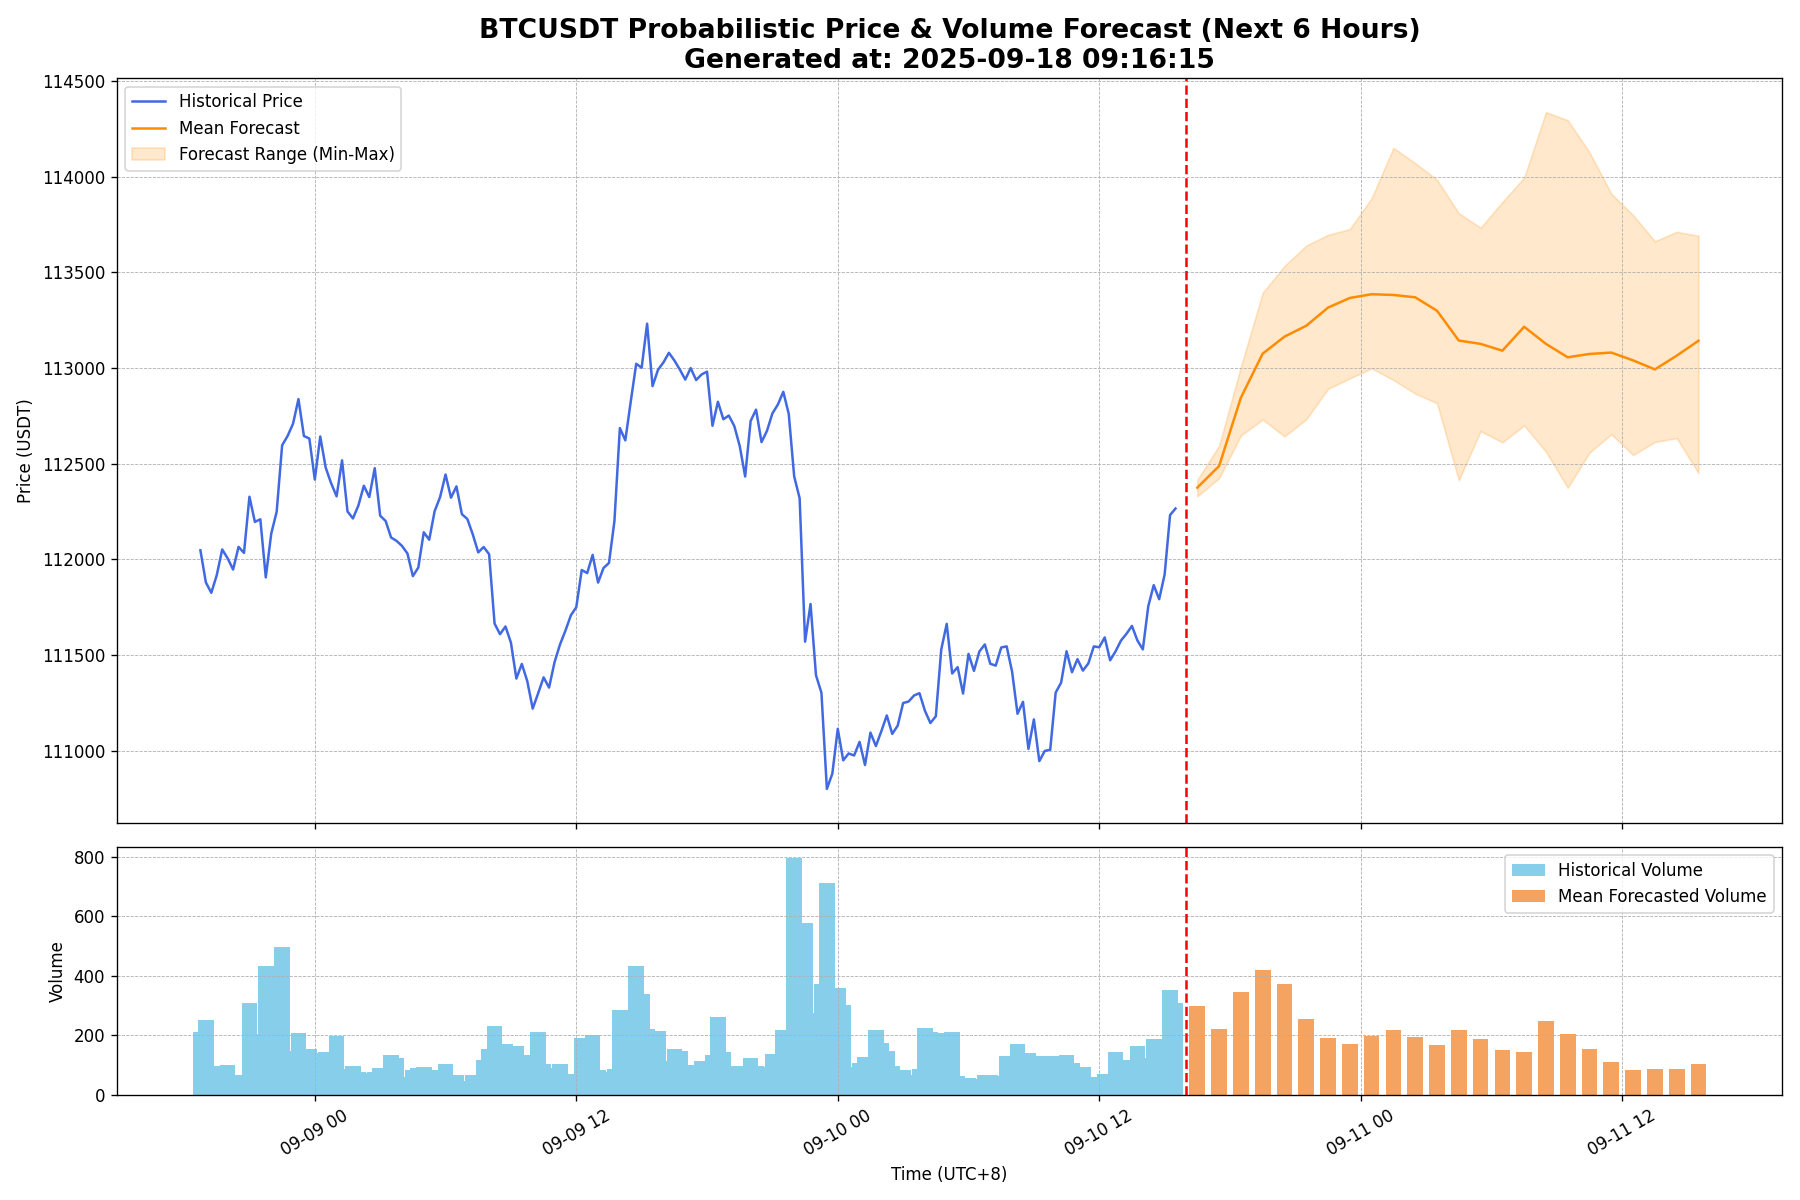 BTCUSDT Probabilistic Price & Volume Forecast (Next 6 Hours)
Generated at: 2025-09-18 09:16:15
Historical Price
Mean Forecast
Forecast Range (Min-Max)
114500
114000
113500
113000
112500
112000
111500
111000
Price (USDT)
Historical Volume
Mean Forecasted Volume
800
600
400
200
0
Volume
09-09 00
09-09 12
09-10 00
09-10 12
09-11 00
09-11 12
Time (UTC+8)